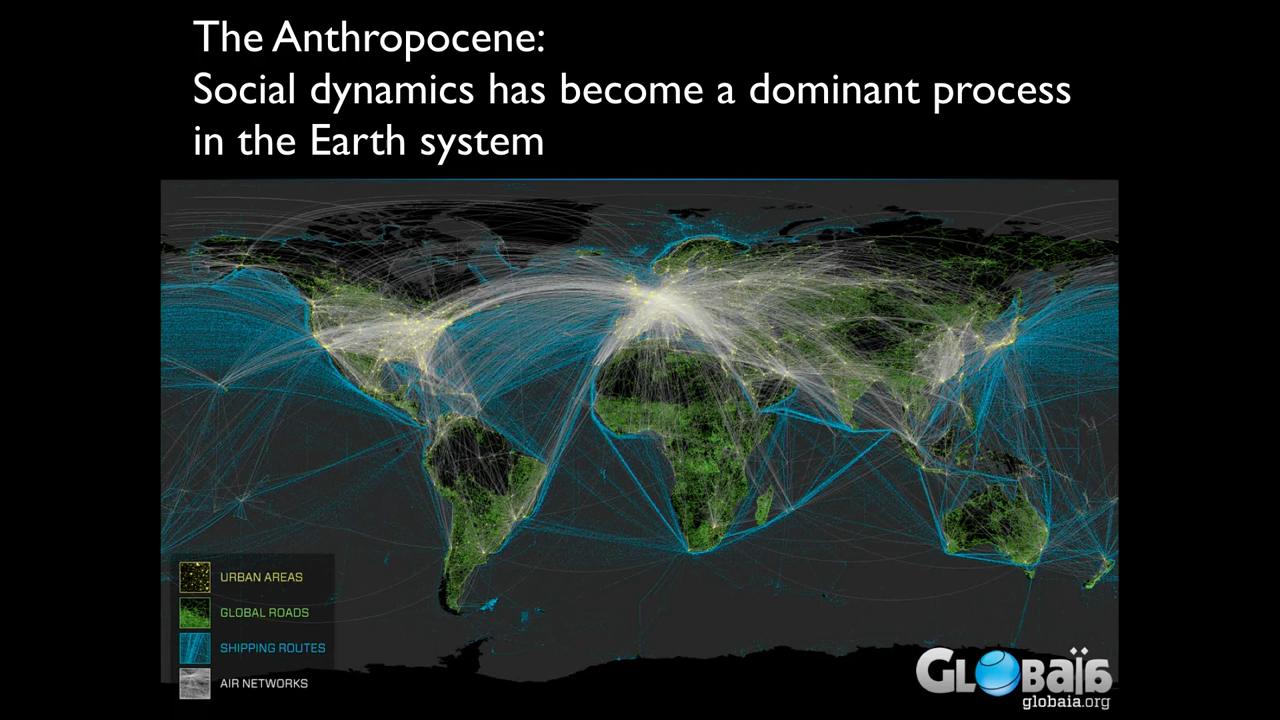 The Anthropocene:
Social dynamics has become a dominant process
in the Earth system
URBAN AREAS
GLOBAL ROADS
SHIPPING ROUTES
AIR NETWORKS
GLOBAÏA
globaia.org